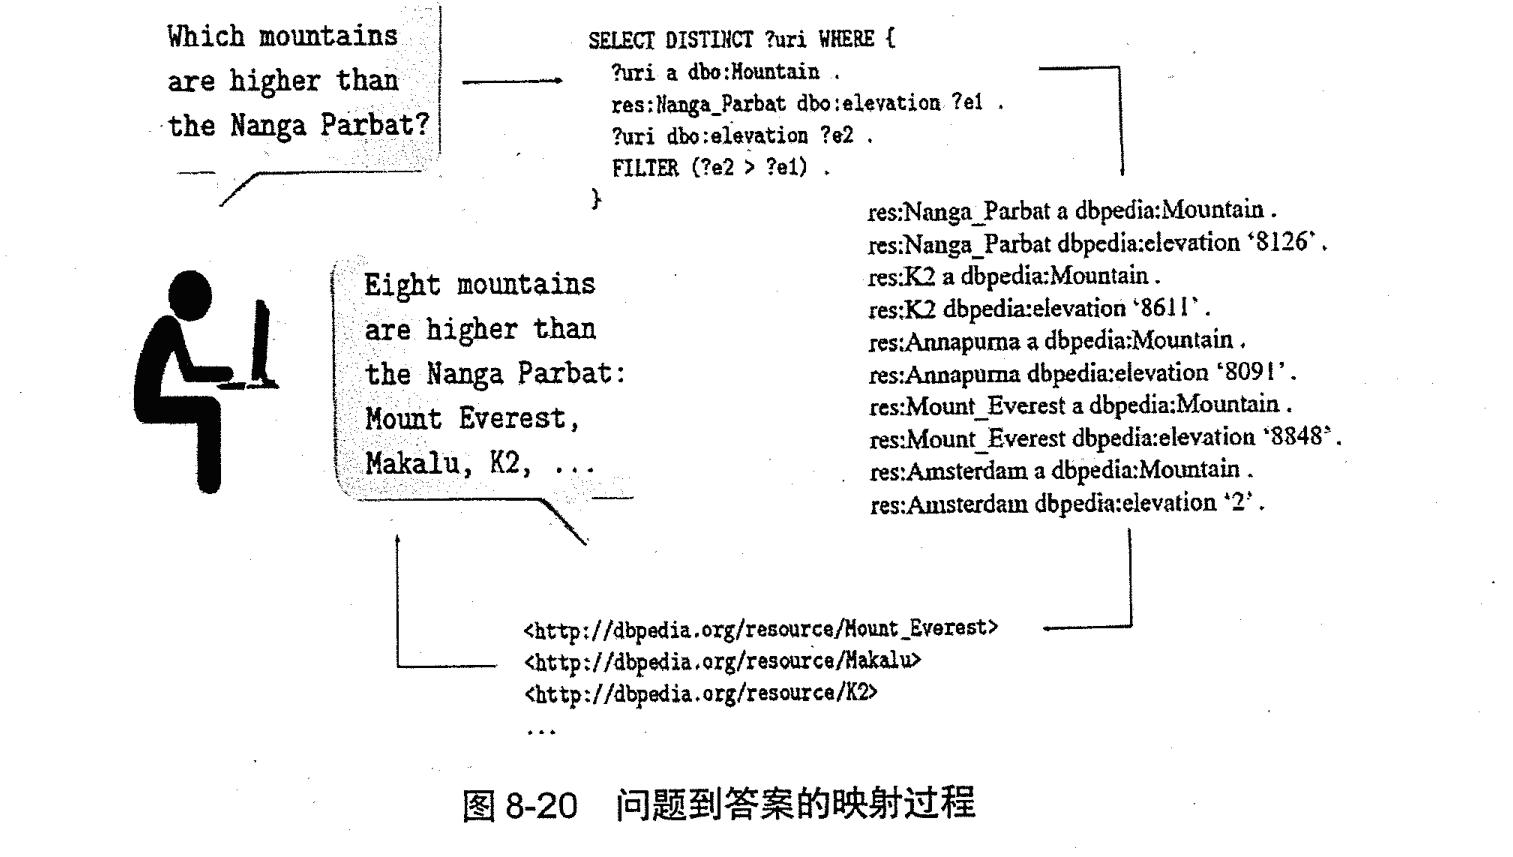 Which mountains
are higher than
the Nanga Parbat?
SELECT DISTINCT ?uri WHERE {
?uri a dbo:Mountain .
res:Nanga_Parbat dbo:elevation ?e1 .
?uri dbo:elevation ?e2 .
FILTER (?e2 > ?e1) .
}
res:Nanga_Parbat a dbpedia:Mountain .
res:Nanga_Parbat dbpedia:elevation ‘8126’ .
res:K2 a dbpedia:Mountain .
res:K2 dbpedia:elevation ‘8611’ .
res:Annapurna a dbpedia:Mountain .
res:Annapurna dbpedia:elevation ‘8091’ .
res:Mount_Everest a dbpedia:Mountain .
res:Mount_Everest dbpedia:elevation ‘8848’ .
res:Amsterdam a dbpedia:Mountain .
res:Amsterdam dbpedia:elevation ‘2’ .
<http://dbpedia.org/resource/Mount_Everest>
<http://dbpedia.org/resource/Makalu>
<http://dbpedia.org/resource/K2>
...
Eight mountains
are higher than
the Nanga Parbat:
Mount Everest,
Makalu, K2, ...
图 8-20 问题到答案的映射过程